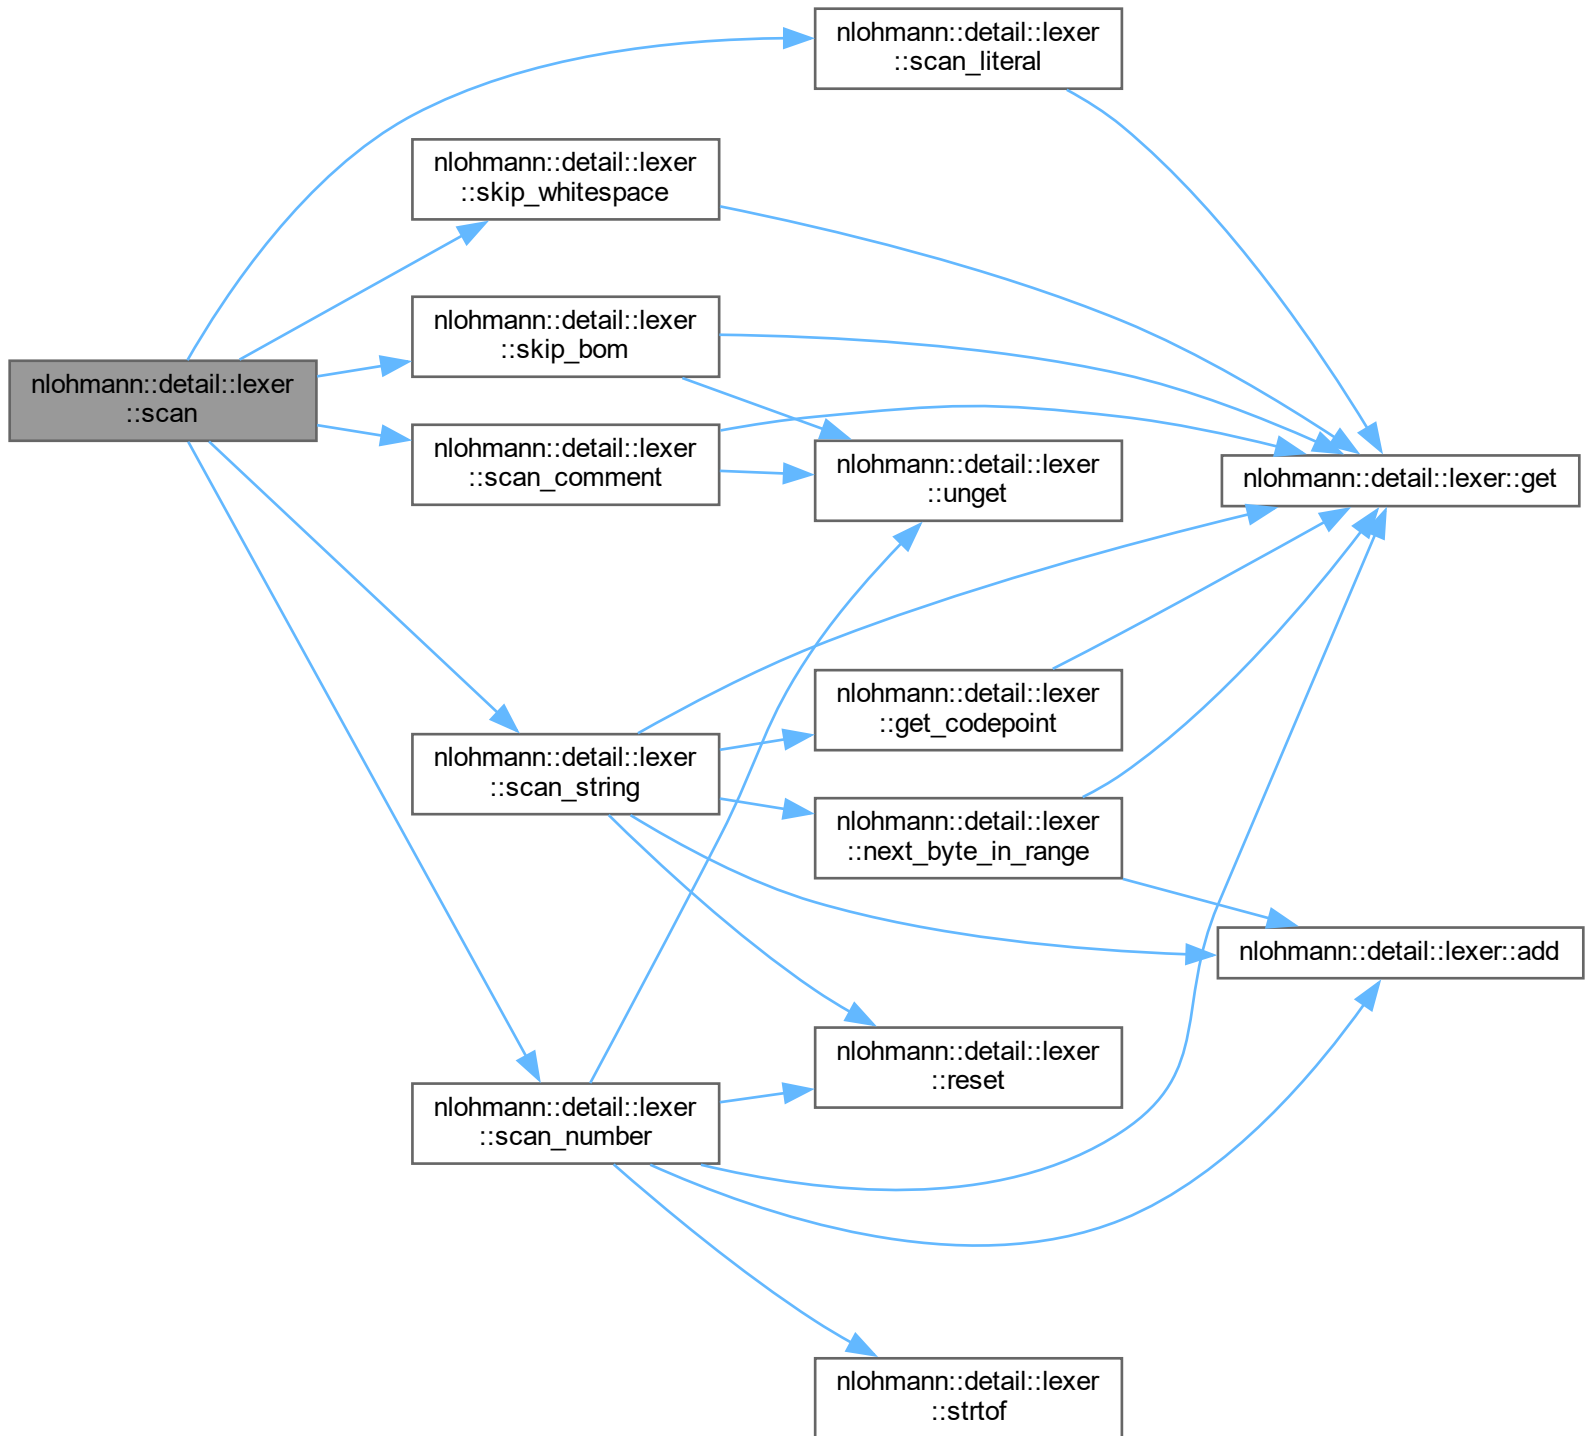 nlohmann::detail::lexer
::scan_literal
nlohmann::detail::lexer
::skip_whitespace
nlohmann::detail::lexer
::skip_bom
nlohmann::detail::lexer
::scan
nlohmann::detail::lexer
::scan_comment
nlohmann::detail::lexer
::unget
nlohmann::detail::lexer::get
nlohmann::detail::lexer
::get_codepoint
nlohmann::detail::lexer
::scan_string
nlohmann::detail::lexer
::next_byte_in_range
nlohmann::detail::lexer::add
nlohmann::detail::lexer
::reset
nlohmann::detail::lexer
::scan_number
nlohmann::detail::lexer
::strtof